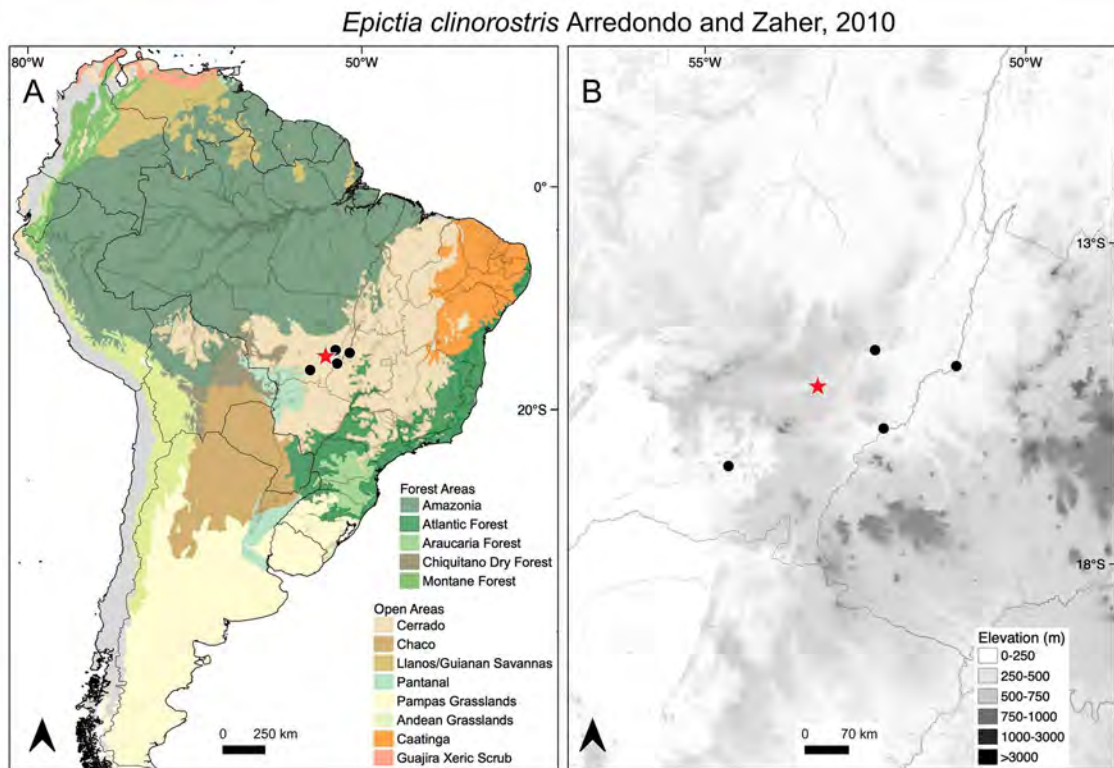 Epictia clinorostris Arredondo and Zaher, 2010
80°W
50°W
A
0°
20°S
Forest Areas
Amazonia
Atlantic Forest
Araucaria Forest
Chiquitano Dry Forest
Montane Forest
Open Areas
Cerrado
Chaco
Llanos/Guianan Savannas
Pantanal
Pampas Grasslands
Andean Grasslands
Caatinga
Guajira Xeric Scrub
0 250 km
55°W
50°W
B
13°S
18°S
Elevation (m)
0-250
250-500
500-750
750-1000
1000-3000
>3000
0 70 km